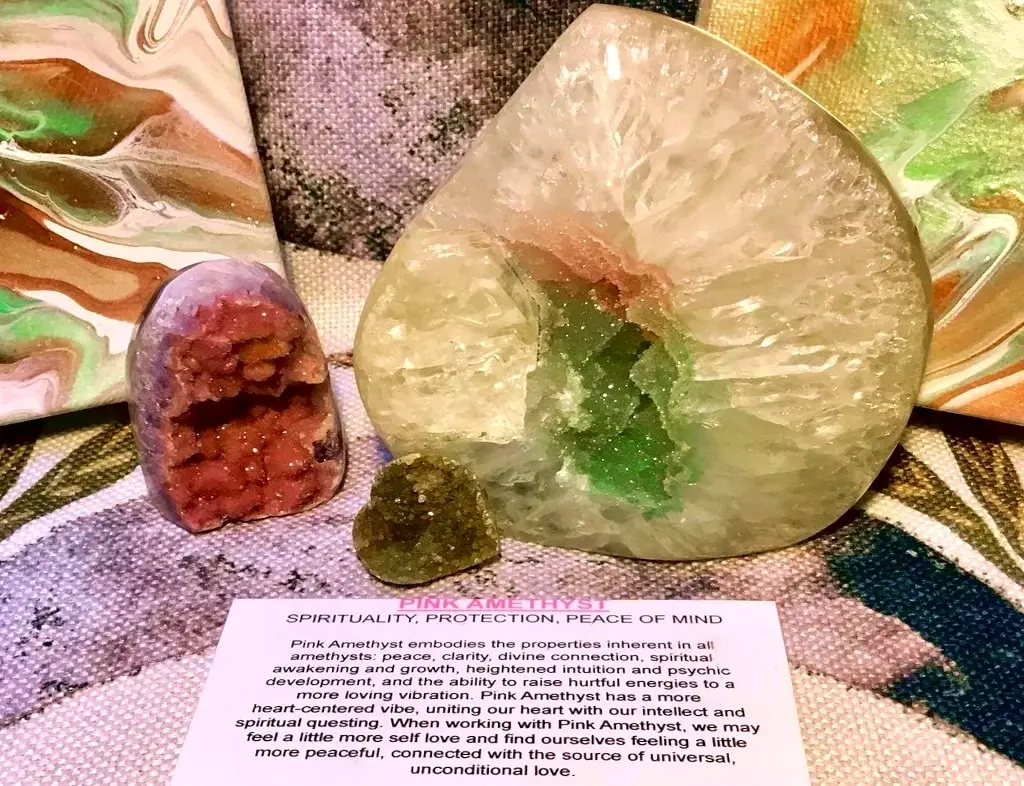 PINK AMETHYST
SPIRITUALITY, PROTECTION, PEACE OF MIND
Pink Amethyst embodies the properties inherent in all
amethysts: peace, clarity, divine connection, spiritual
awakening and growth, heightened intuition and psychic
development, and the ability to raise hurtful energies to a
more loving vibration. Pink Amethyst has a more
heart-centered vibe, uniting our heart with our intellect and
spiritual questing. When working with Pink Amethyst, we may
feel a little more self love and find ourselves feeling a little
more peaceful, connected with the source of universal,
unconditional love.